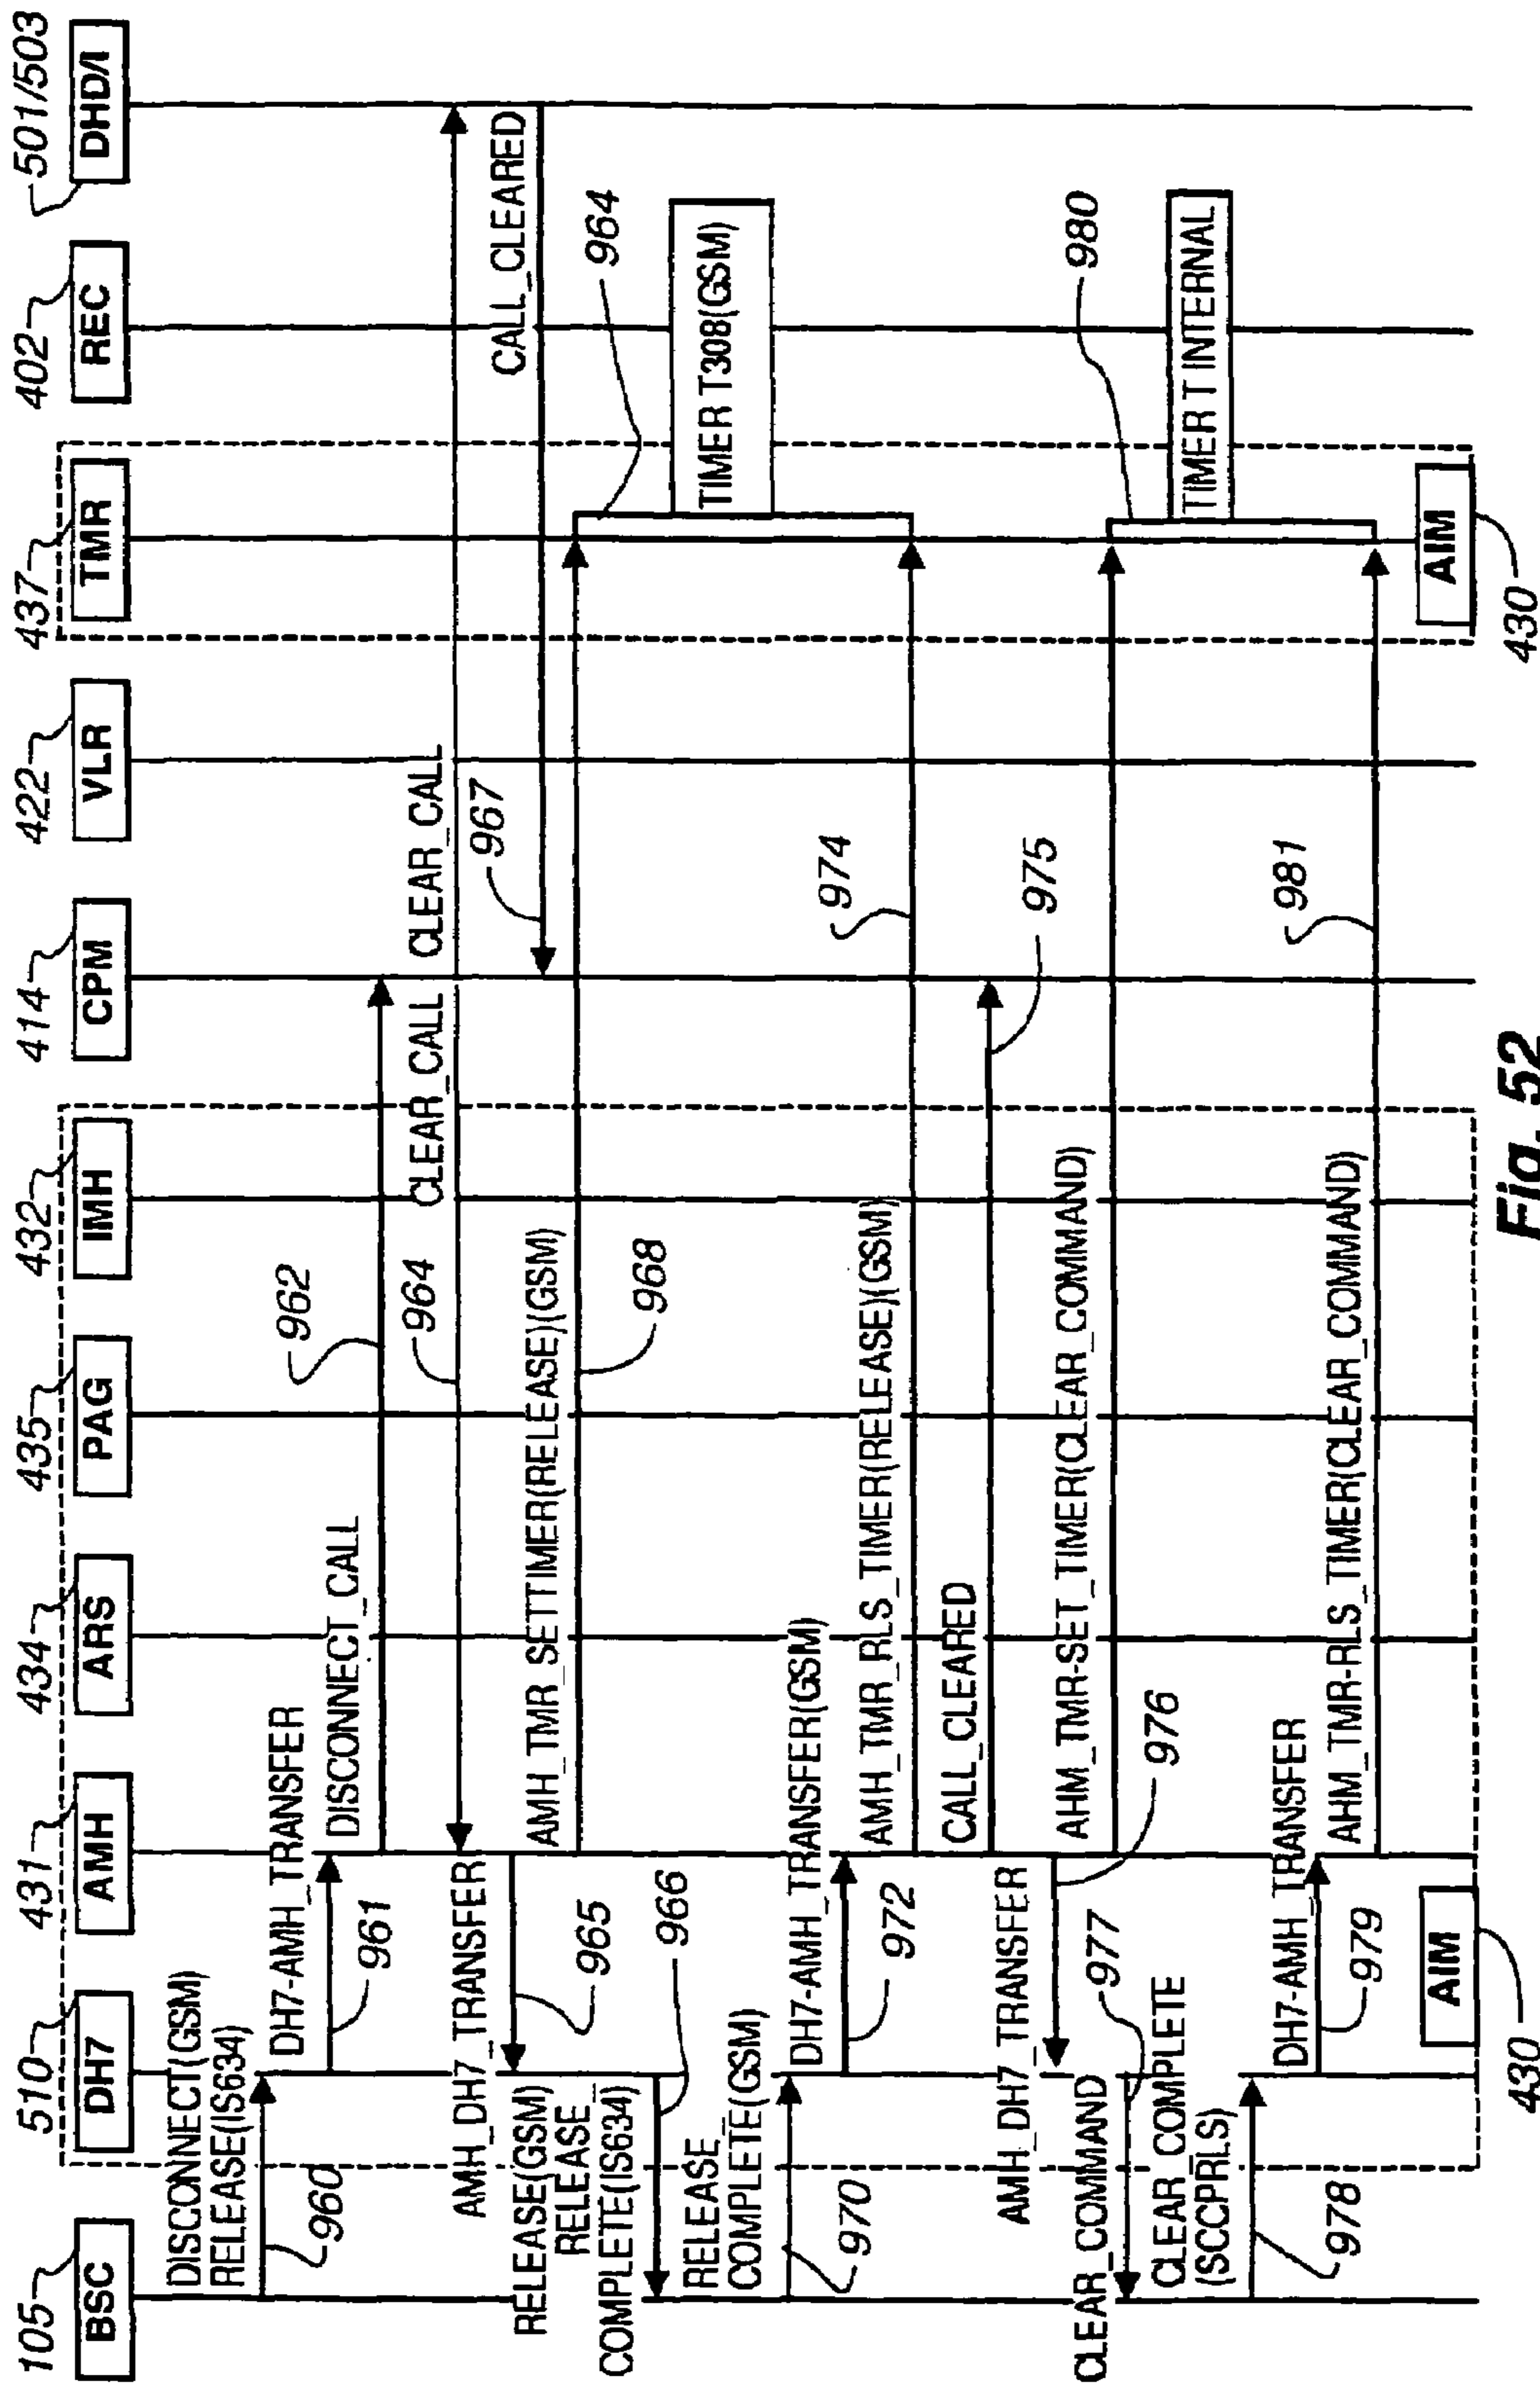 105
BSC
510
DH7
431
AMH
434
ARS
435
PAG
432
IMH
414
CPM
422
VLR
437
TMR
402
REC
501/503
DHD/I
DISCONNECT(GSM)
RELEASE(IS634)
960
DH7-AMH_TRANSFER
961
DISCONNECT_CALL
962
CLEAR_CALL
CLEAR_CALL
964
AMH_DH7_TRANSFER
965
CALL_CLEARED
967
AMH_TMR_SETTIMER(RELEASE)(GSM)
968
964
TIMER T308(GSM)
RELEASE(GSM)
RELEASE_
COMPLETE(IS634)
966
RELEASE_
COMPLETE(GSM)
970
DH7-AMH_TRANSFER(GSM)
972
AMH_TMR_RLS_TIMER(RELEASE)(GSM)
974
CALL_CLEARED
975
AMH_DH7_TRANSFER
976
AHM_TMR-SET_TIMER(CLEAR_COMMAND)
980
TIMER T INTERNAL
CLEAR_COMMAND
977
CLEAR_COMPLETE
(SCCPRLS)
978
DH7-AMH_TRANSFER
979
AHM_TMR-RLS_TIMER(CLEAR_COMMAND)
981
AIM
430
AIM
430
Fig. 52